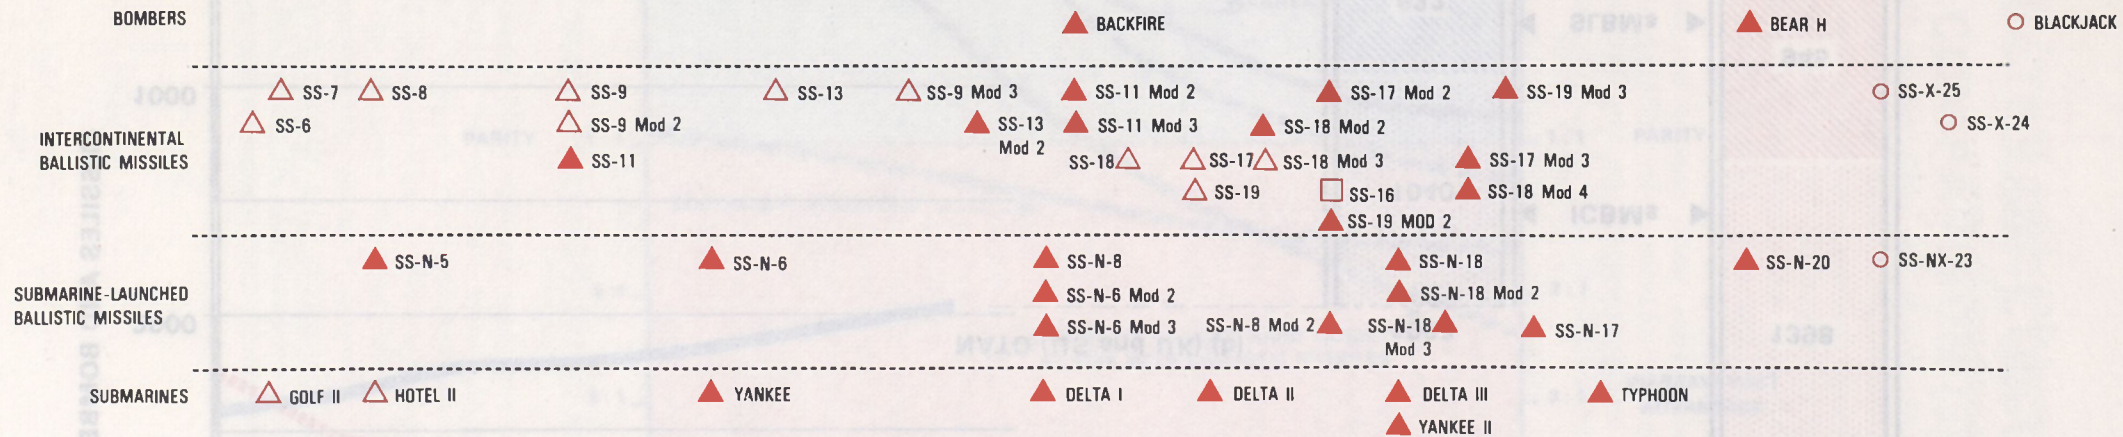 BOMBERS
BACKFIRE
BEAR H
BLACKJACK
INTERCONTINENTAL
BALLISTIC MISSILES
SS-7
SS-8
SS-9
SS-13
SS-9 Mod 3
SS-11 Mod 2
SS-17 Mod 2
SS-19 Mod 3
SS-X-25
SS-6
SS-9 Mod 2
SS-13
Mod 2
SS-11 Mod 3
SS-18 Mod 2
SS-X-24
SS-11
SS-18
SS-17
SS-18 Mod 3
SS-17 Mod 3
SS-19
SS-16
SS-18 Mod 4
SS-19 MOD 2
SUBMARINE-LAUNCHED
BALLISTIC MISSILES
SS-N-5
SS-N-6
SS-N-8
SS-N-18
SS-N-20
SS-NX-23
SS-N-6 Mod 2
SS-N-18 Mod 2
SS-N-6 Mod 3
SS-N-8 Mod 2
SS-N-18
Mod 3
SS-N-17
SUBMARINES
GOLF II
HOTEL II
YANKEE
DELTA I
DELTA II
DELTA III
TYPHOON
YANKEE II